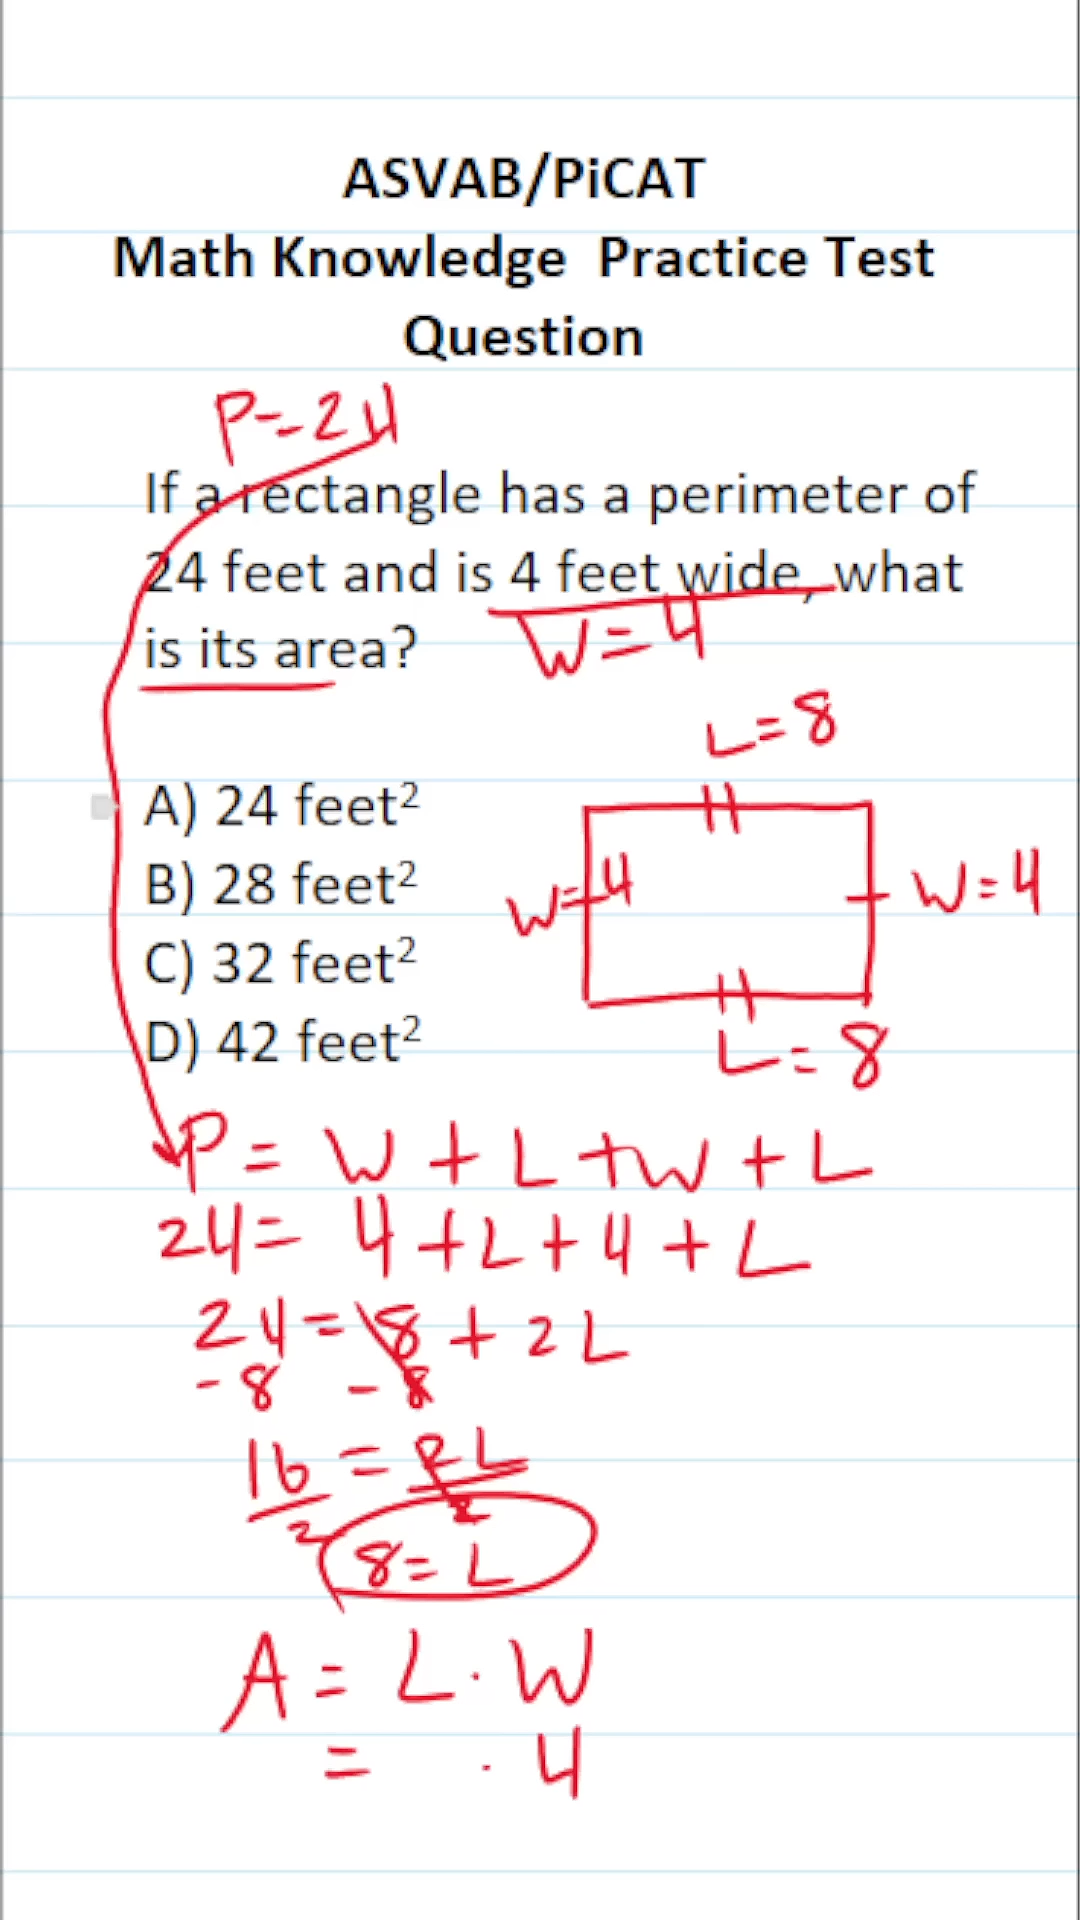 ASVAB/PiCAT
Math Knowledge Practice Test
Question
P=24
If a rectangle has a perimeter of
24 feet and is 4 feet wide, what
is its area?
W=4
L=8
A) 24 feet²
B) 28 feet²
C) 32 feet²
D) 42 feet²
W=4
W=4
L=8
P = W + L + W + L
24 = 4 + L + 4 + L
24 = 8 + 2L
-8 -8
16 = 2L
2 2
8 = L
A = L · W
= · 4